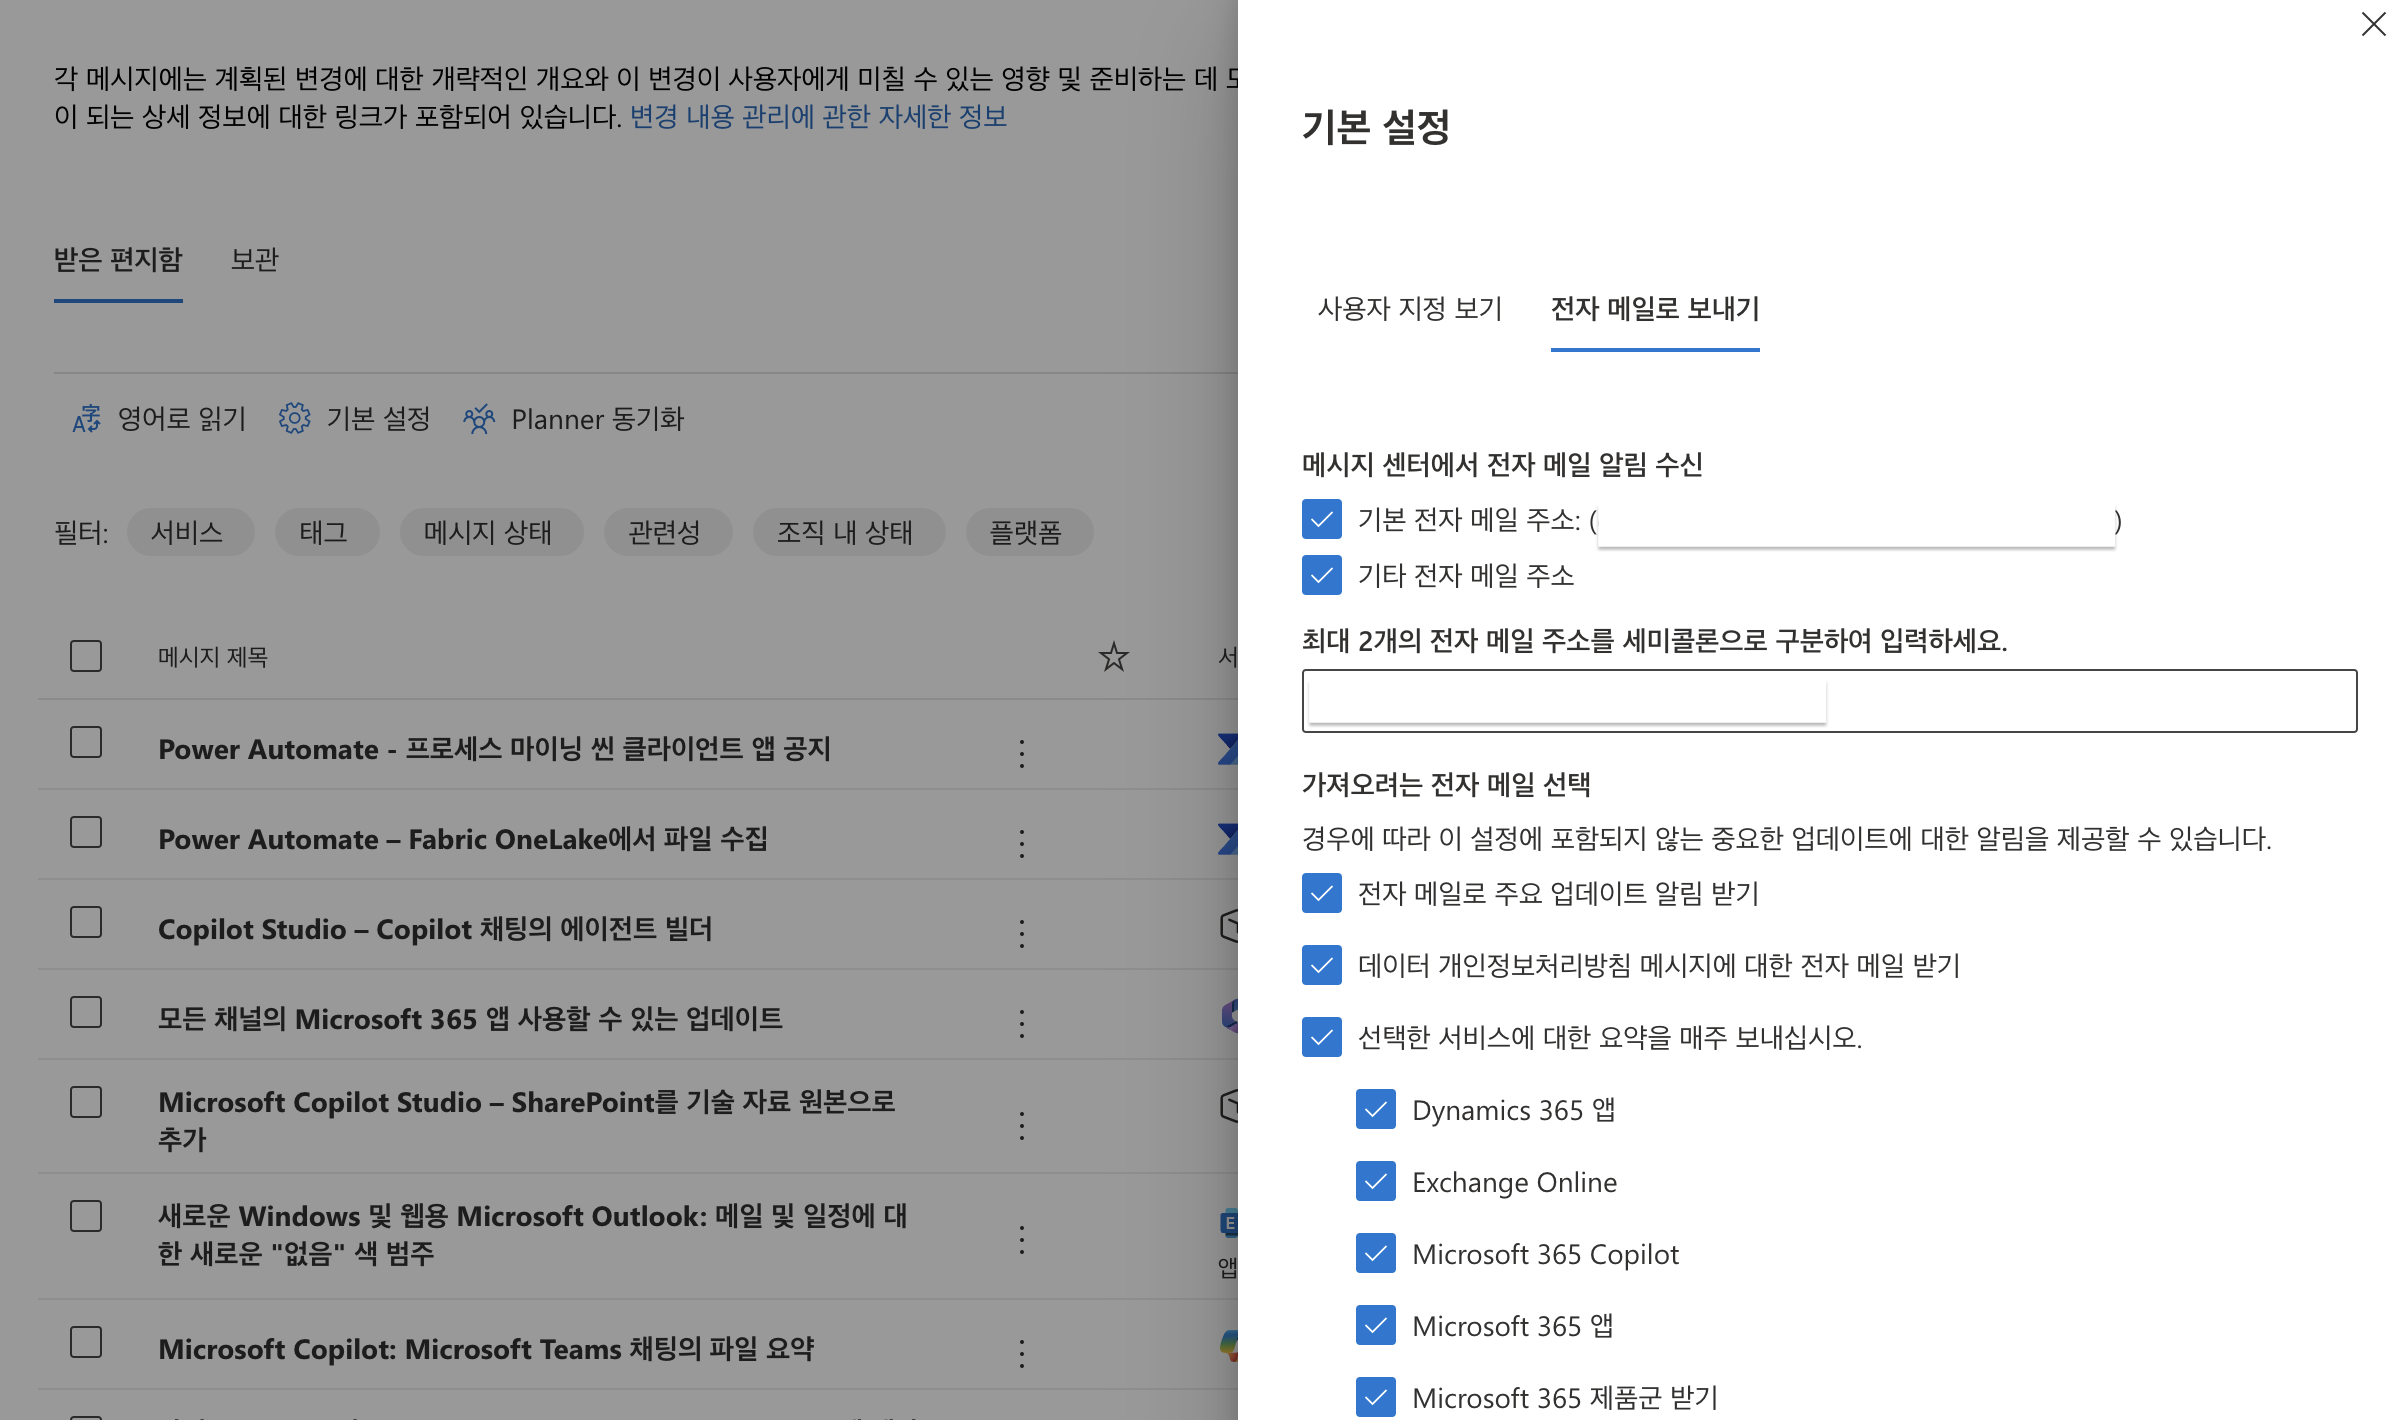 각 메시지에는 계획된 변경에 대한 개략적인 개요와 이 변경이 사용자에게 미칠 수 있는 영향 및 준비하는 데
이 되는 상세 정보에 대한 링크가 포함되어 있습니다. 변경 내용 관리에 관한 자세한 정보
받은 편지함
보관
영어로 읽기
기본 설정
Planner 동기화
필터:
서비스
태그
메시지 상태
관련성
조직 내 상태
플랫폼
메시지 제목
Power Automate - 프로세스 마이닝 씬 클라이언트 앱 공지
Power Automate – Fabric OneLake에서 파일 수집
Copilot Studio – Copilot 채팅의 에이전트 빌더
모든 채널의 Microsoft 365 앱 사용할 수 있는 업데이트
Microsoft Copilot Studio – SharePoint를 기술 자료 원본으로
추가
새로운 Windows 및 웹용 Microsoft Outlook: 메일 및 일정에 대
한 새로운 "없음" 색 범주
앱
Microsoft Copilot: Microsoft Teams 채팅의 파일 요약
기본 설정
사용자 지정 보기
전자 메일로 보내기
메시지 센터에서 전자 메일 알림 수신
기본 전자 메일 주소: ( )
기타 전자 메일 주소
최대 2개의 전자 메일 주소를 세미콜론으로 구분하여 입력하세요.
가져오려는 전자 메일 선택
경우에 따라 이 설정에 포함되지 않는 중요한 업데이트에 대한 알림을 제공할 수 있습니다.
전자 메일로 주요 업데이트 알림 받기
데이터 개인정보처리방침 메시지에 대한 전자 메일 받기
선택한 서비스에 대한 요약을 매주 보내십시오.
Dynamics 365 앱
Exchange Online
Microsoft 365 Copilot
Microsoft 365 앱
Microsoft 365 제품군 받기